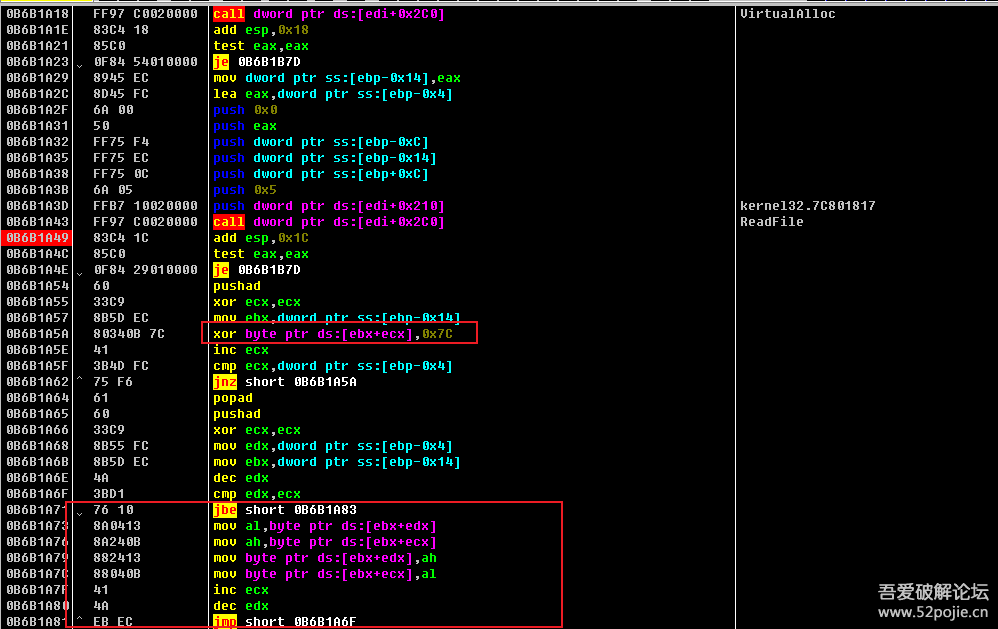 0B6B1A18 FF97 C0020000 call dword ptr ds:[edi+0x2C0] VirtualAlloc
0B6B1A1E 83C4 18 add esp,0x18
0B6B1A21 85C0 test eax,eax
0B6B1A23 0F84 54010000 je 0B6B1B7D
0B6B1A29 8945 EC mov dword ptr ss:[ebp-0x14],eax
0B6B1A2C 8D45 FC lea eax,dword ptr ss:[ebp-0x4]
0B6B1A2F 6A 00 push 0x0
0B6B1A31 50 push eax
0B6B1A32 FF75 F4 push dword ptr ss:[ebp-0xC]
0B6B1A35 FF75 EC push dword ptr ss:[ebp-0x14]
0B6B1A38 FF75 0C push dword ptr ss:[ebp+0xC]
0B6B1A3B 6A 05 push 0x5
0B6B1A3D FFB7 10020000 push dword ptr ds:[edi+0x210] kernel32.7C801817
0B6B1A43 FF97 C0020000 call dword ptr ds:[edi+0x2C0] ReadFile
0B6B1A49 83C4 1C add esp,0x1C
0B6B1A4C 85C0 test eax,eax
0B6B1A4E 0F84 29010000 je 0B6B1B7D
0B6B1A54 60 pushad
0B6B1A55 33C9 xor ecx,ecx
0B6B1A57 8B5D EC mov ebx,dword ptr ss:[ebp-0x14]
0B6B1A5A 80340B 7C xor byte ptr ds:[ebx+ecx],0x7C
0B6B1A5E 41 inc ecx
0B6B1A5F 3B4D FC cmp ecx,dword ptr ss:[ebp-0x4]
0B6B1A62 75 F6 jnz short 0B6B1A5A
0B6B1A64 61 popad
0B6B1A65 60 pushad
0B6B1A66 33C9 xor ecx,ecx
0B6B1A68 8B55 FC mov edx,dword ptr ss:[ebp-0x4]
0B6B1A6B 8B5D EC mov ebx,dword ptr ss:[ebp-0x14]
0B6B1A6E 4A dec edx
0B6B1A6F 3BD1 cmp edx,ecx
0B6B1A71 76 10 jbe short 0B6B1A83
0B6B1A73 8A0413 mov al,byte ptr ds:[ebx+edx]
0B6B1A76 8A240B mov ah,byte ptr ds:[ebx+ecx]
0B6B1A79 882413 mov byte ptr ds:[ebx+edx],ah
0B6B1A7C 88040B mov byte ptr ds:[ebx+ecx],al
0B6B1A7F 41 inc ecx
0B6B1A80 4A dec edx
0B6B1A81 EB EC jmp short 0B6B1A6F
吾爱破解论坛
www.52pojie.cn